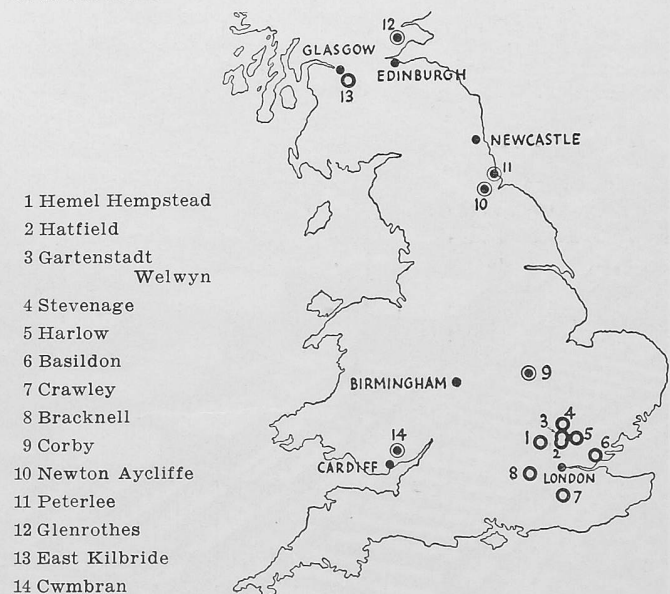 1 Hemel Hempstead
2 Hatfield
3 Gartenstadt
Welwyn
4 Stevenage
5 Harlow
6 Basildon
7 Crawley
8 Bracknell
9 Corby
10 Newton Aycliffe
11 Peterlee
12 Glenrothes
13 East Kilbride
14 Cwmbran
12
GLASGOW
EDINBURGH
13
NEWCASTLE
11
10
BIRMINGHAM
9
4
3
5
1
2
6
14
CARDIFF
8
LONDON
7